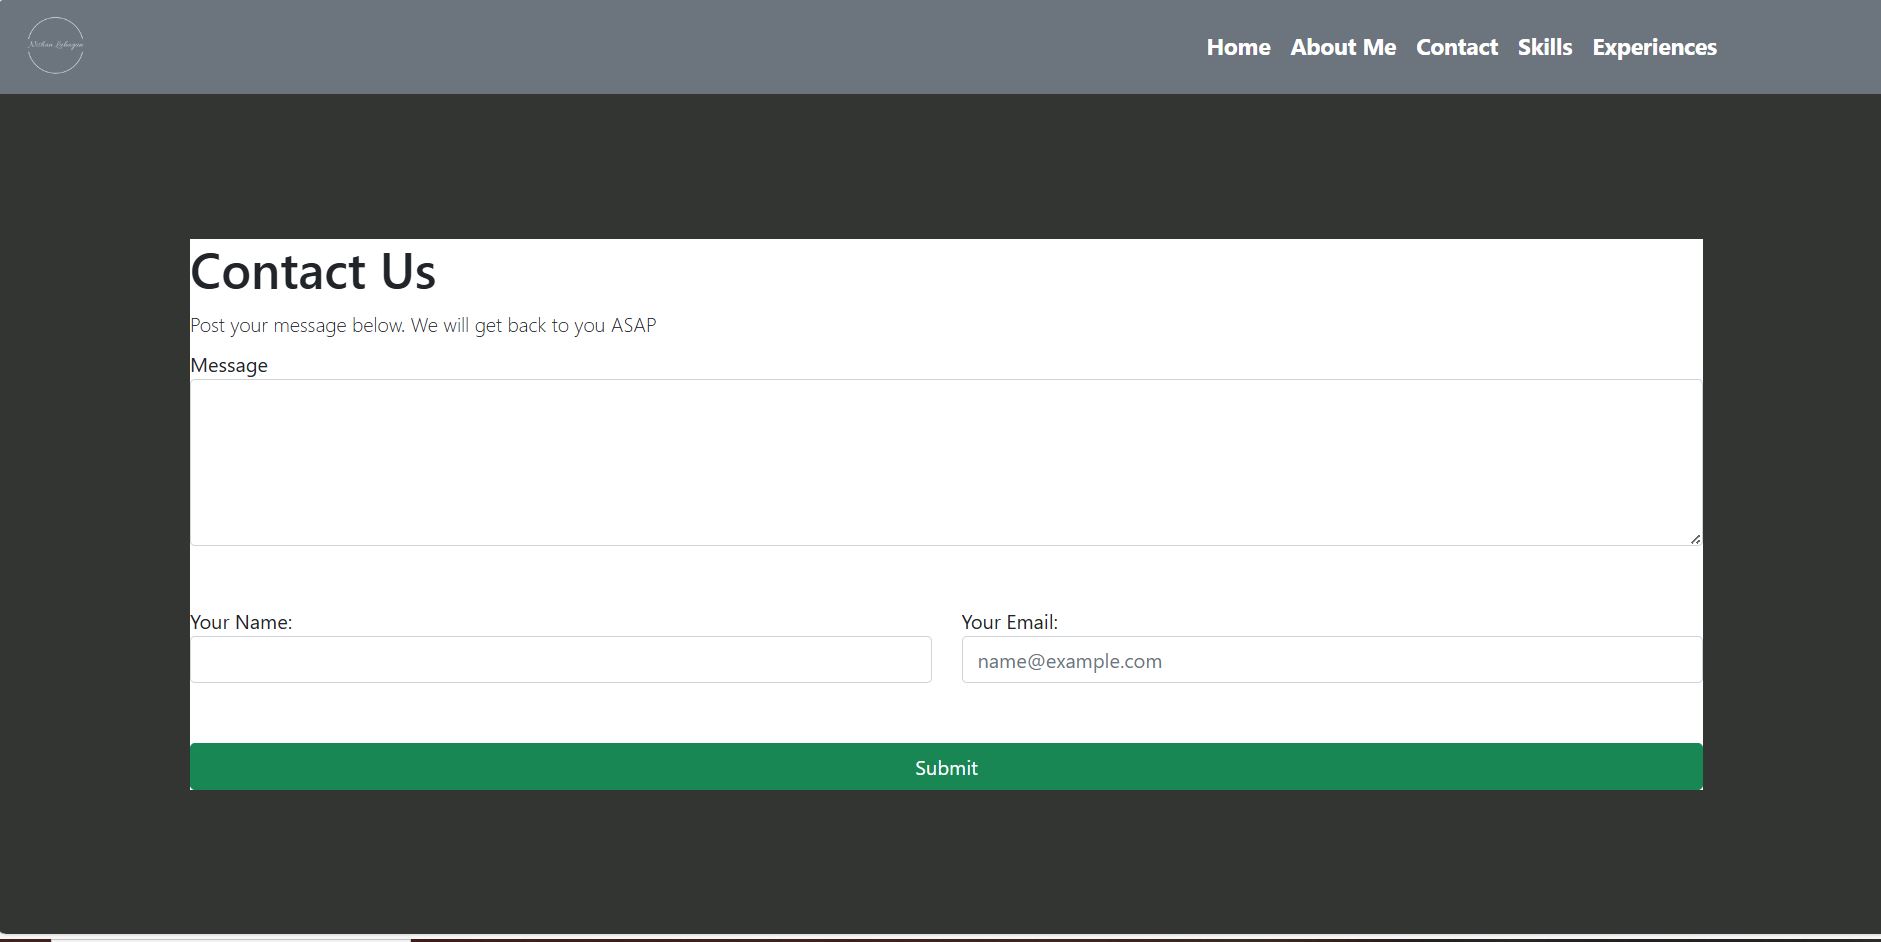 Home About Me Contact Skills Experiences
Contact Us
Post your message below. We will get back to you ASAP
Message
Your Name:
Your Email:
name@example.com
Submit